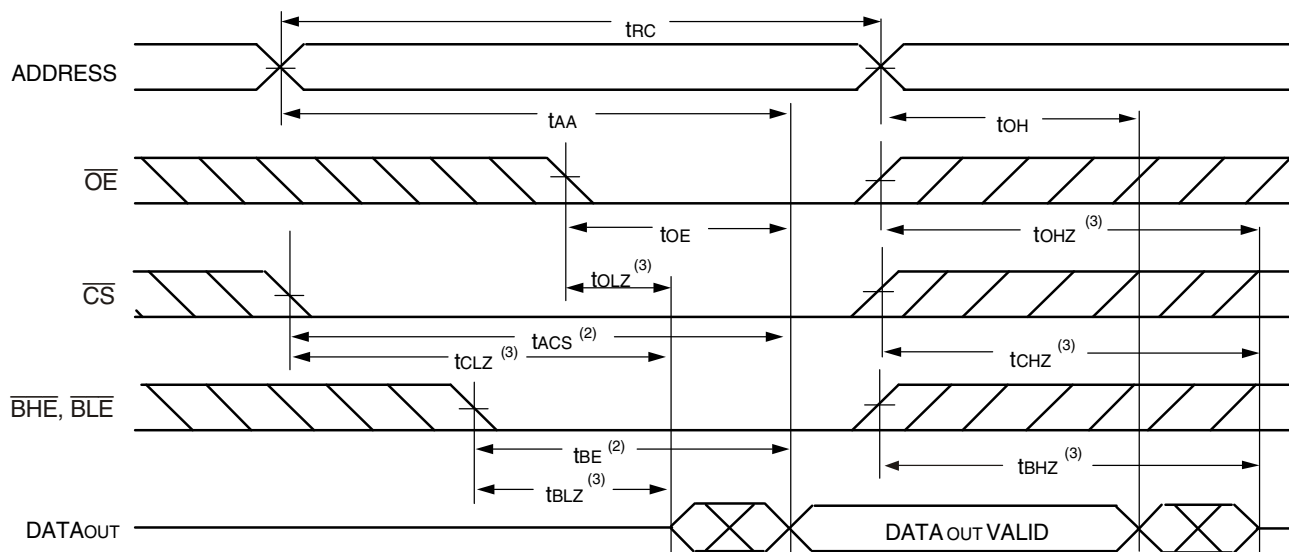 tRC
ADDRESS
tAA
tOH
OE
tOE
tOHZ (3)
tOLZ (3)
CS
tACS (2)
tCLZ (3)
tCHZ (3)
BHE, BLE
tBE (2)
tBHZ (3)
tBLZ (3)
DATAOUT
DATA OUT VALID